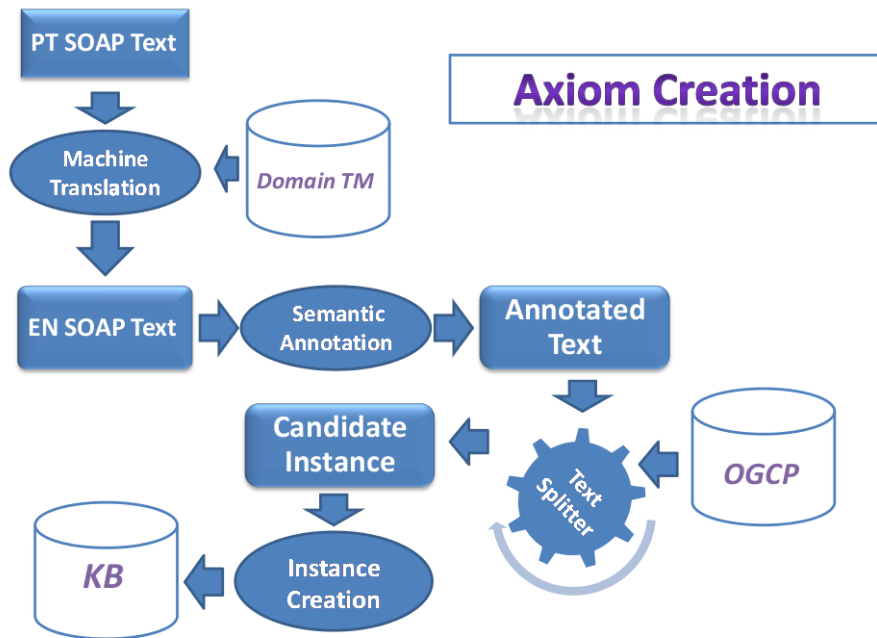 PT SOAP Text
Axiom Creation
Machine
Translation
Domain TM
EN SOAP Text
Semantic
Annotation
Annotated
Text
Candidate
Instance
Text
Splitter
OGCP
KB
Instance
Creation